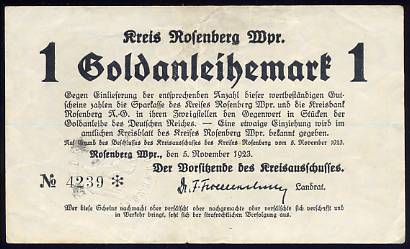 Kreis Rosenberg Wpr.
1 Goldanleihemark 1
Gegen Einlieferung der entsprechenden Anzahl dieser wertbeständigen Gut-
scheine zahlen die Sparkasse des Kreises Rosenberg Wpr. und die Kreisbank
Rosenberg A.-G. in ihren Zweigstellen den Gegenwert in Stücken der
Goldanleihe des Deutschen Reiches. — Eine etwaige Einziehung wird im
amtlichen Kreisblatt des Kreises Rosenberg Wpr. bekannt gegeben.
Auf Grund des Beschlusses des Kreisausschusses des Kreises Rosenberg vom 5. November 1923.
Rosenberg Wpr., den 5. November 1923.
Der Vorsitzende des Kreisausschusses.
№ 4239 *
Landrat.
Wer diese Scheine nachmacht oder verfälscht oder nachgemachte oder verfälschte sich verschafft und
in Verkehr bringt, setzt sich der strafrechtlichen Verfolgung aus.